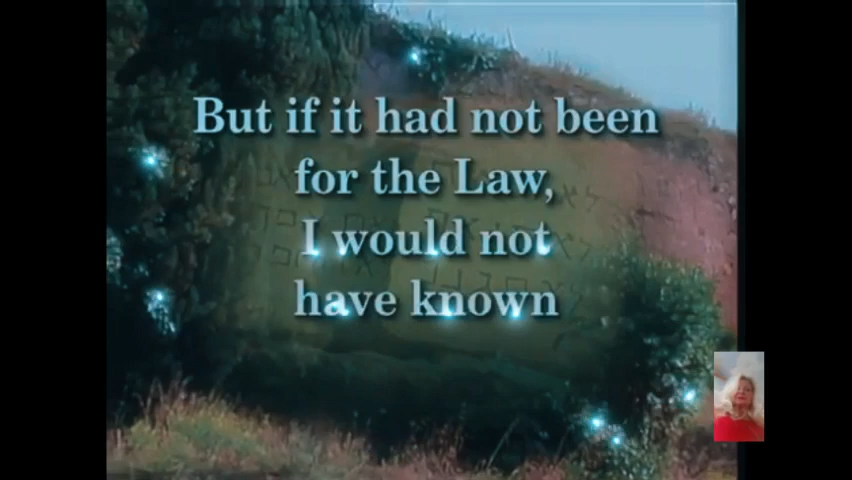 But if it had not been
for the Law,
I would not
have known